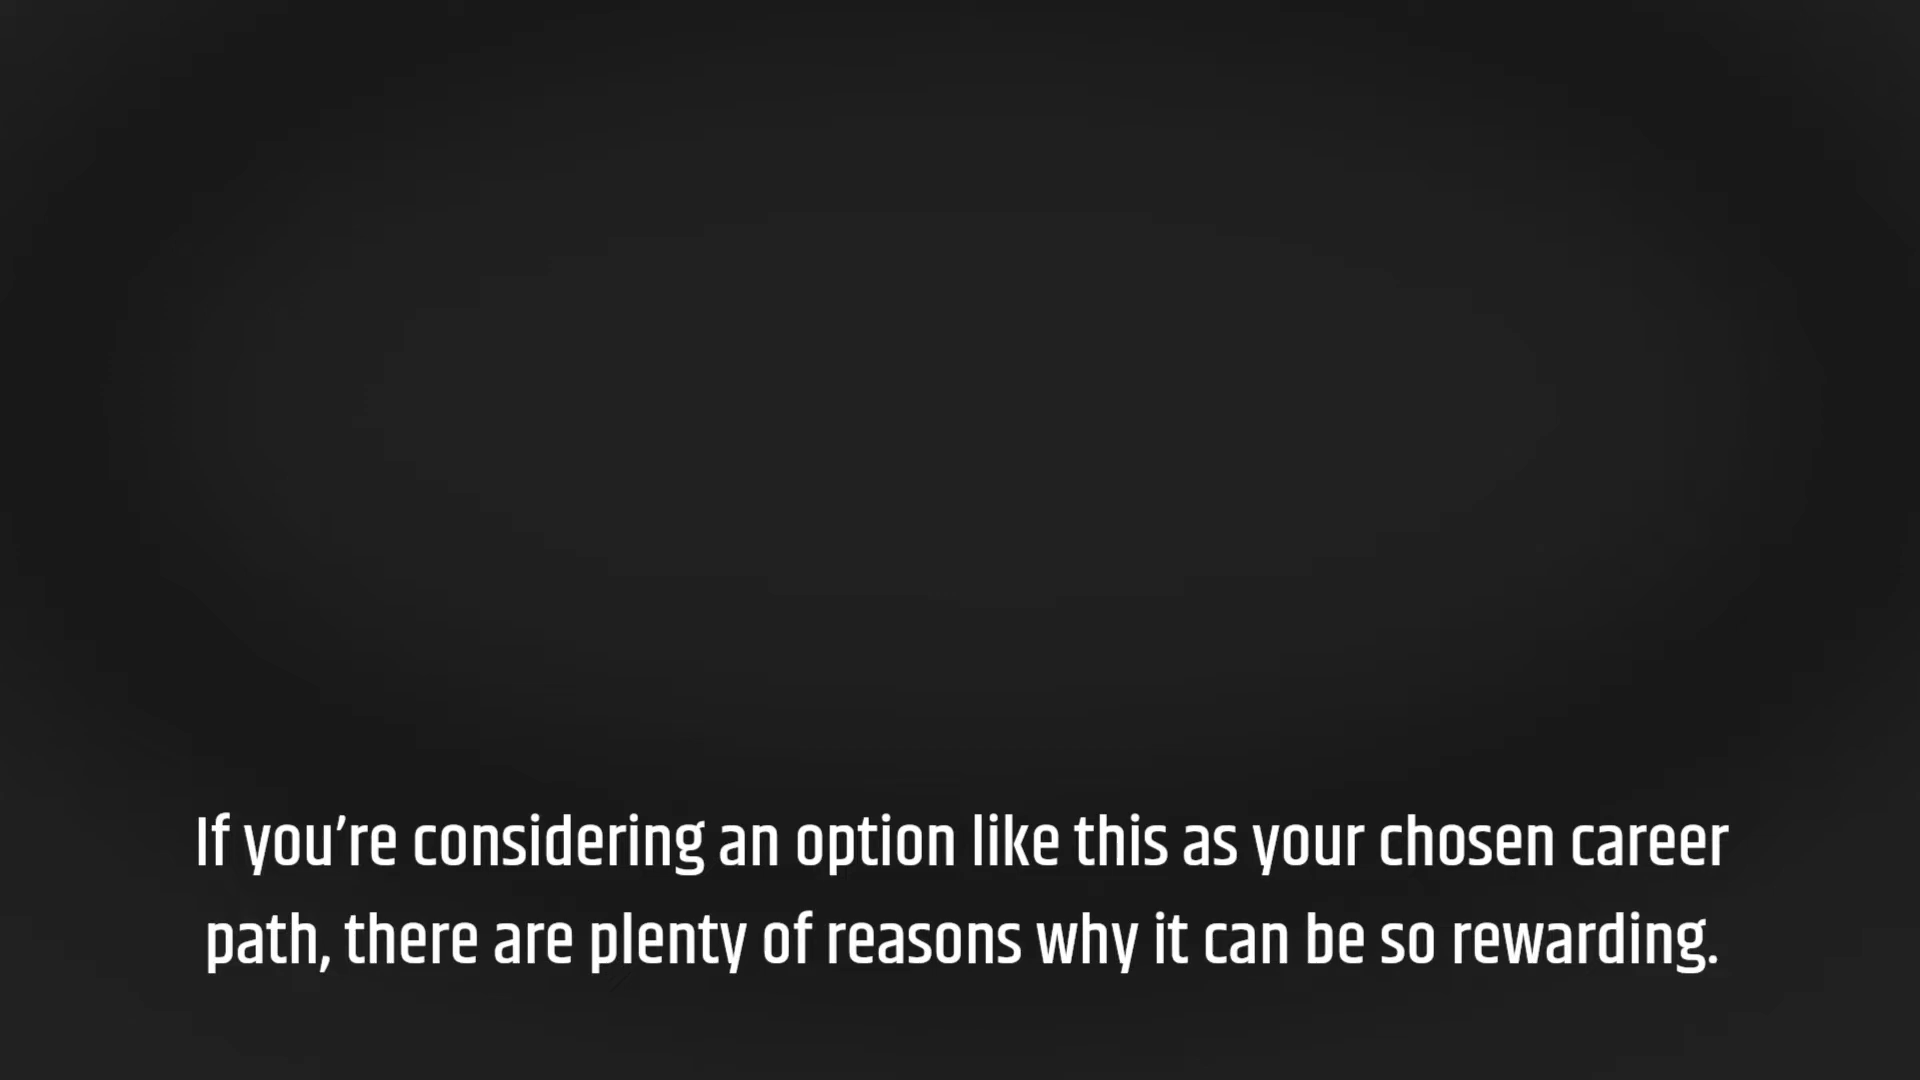 If you’re considering an option like this as your chosen career
path, there are plenty of reasons why it can be so rewarding.